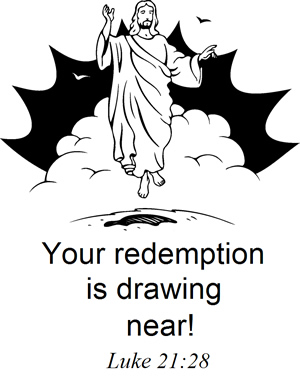 Your redemption
is drawing
near!
Luke 21:28